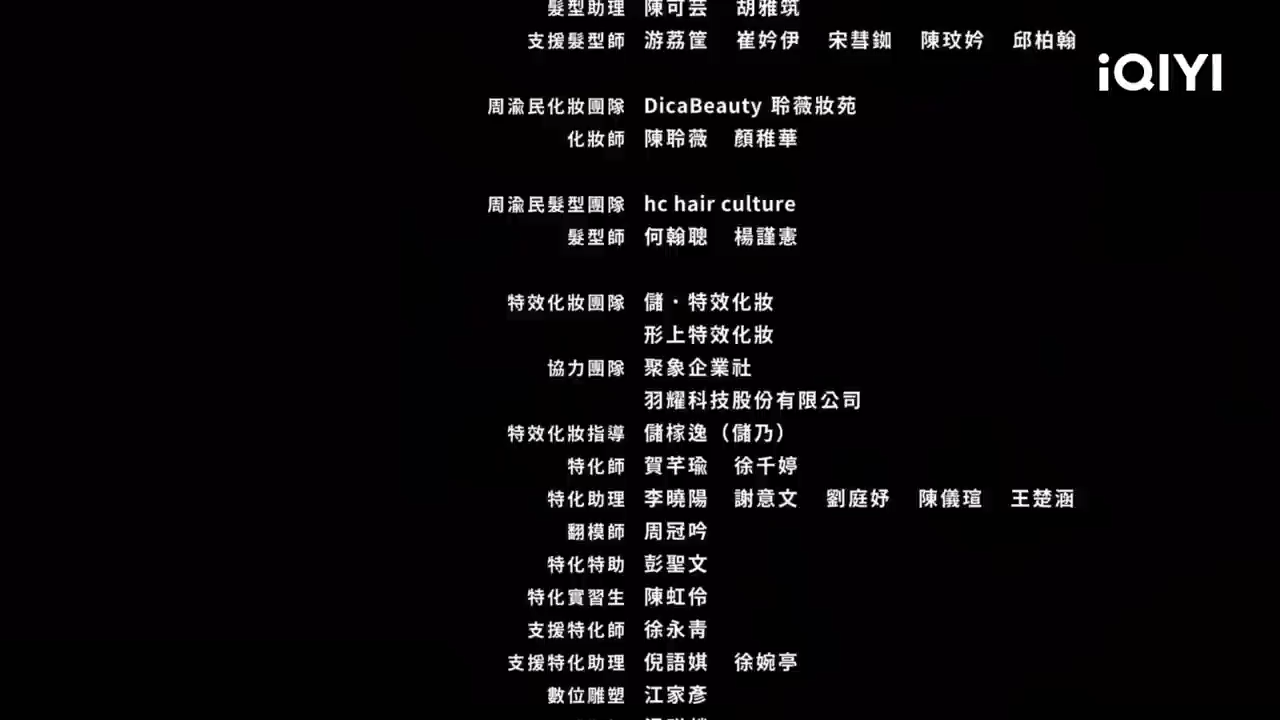 髮型助理 陳可芸 胡雅筑
支援髮型師 游荔筐 崔妗伊 宋彗鉫 陳玟妗 邱柏翰
iQIYI
周渝民化妝團隊 DicaBeauty 聆薇妝苑
化妝師 陳聆薇 顏稚華
周渝民髮型團隊 hc hair culture
髮型師 何翰聰 楊謹憲
特效化妝團隊 儲·特效化妝
形上特效化妝
協力團隊 聚象企業社
羽耀科技股份有限公司
特效化妝指導 儲榢逸（儲乃）
特化師 賀芊瑜 徐千婷
特化助理 李曉陽 謝意文 劉庭妤 陳儀瑄 王楚涵
翻模師 周冠吟
特化特助 彭聖文
特化實習生 陳虹伶
支援特化師 徐永青
支援特化助理 倪語娸 徐婉亭
數位雕塑 江家彥